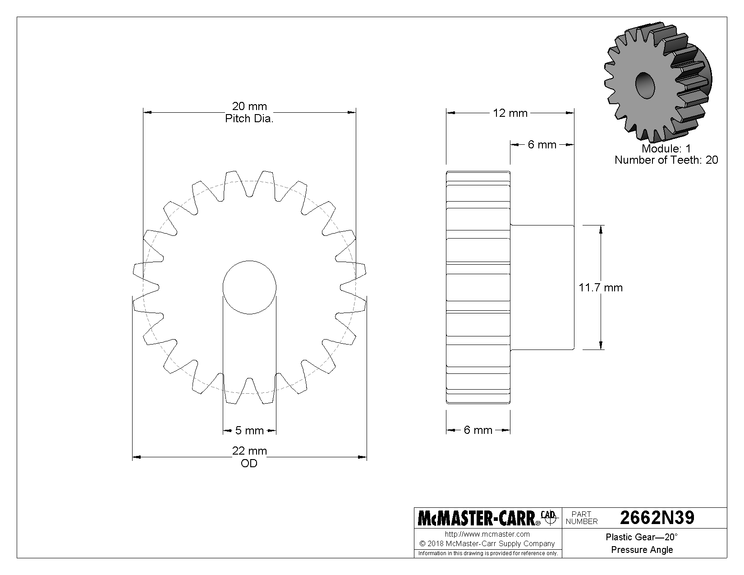 20 mm
Pitch Dia.
12 mm
6 mm
Module: 1
Number of Teeth: 20
11.7 mm
5 mm
6 mm
22 mm
OD
McMASTER-CARR® CAD
PART
NUMBER
2662N39
http://www.mcmaster.com
© 2018 McMaster-Carr Supply Company
Information in this drawing is provided for reference only.
Plastic Gear—20°
Pressure Angle